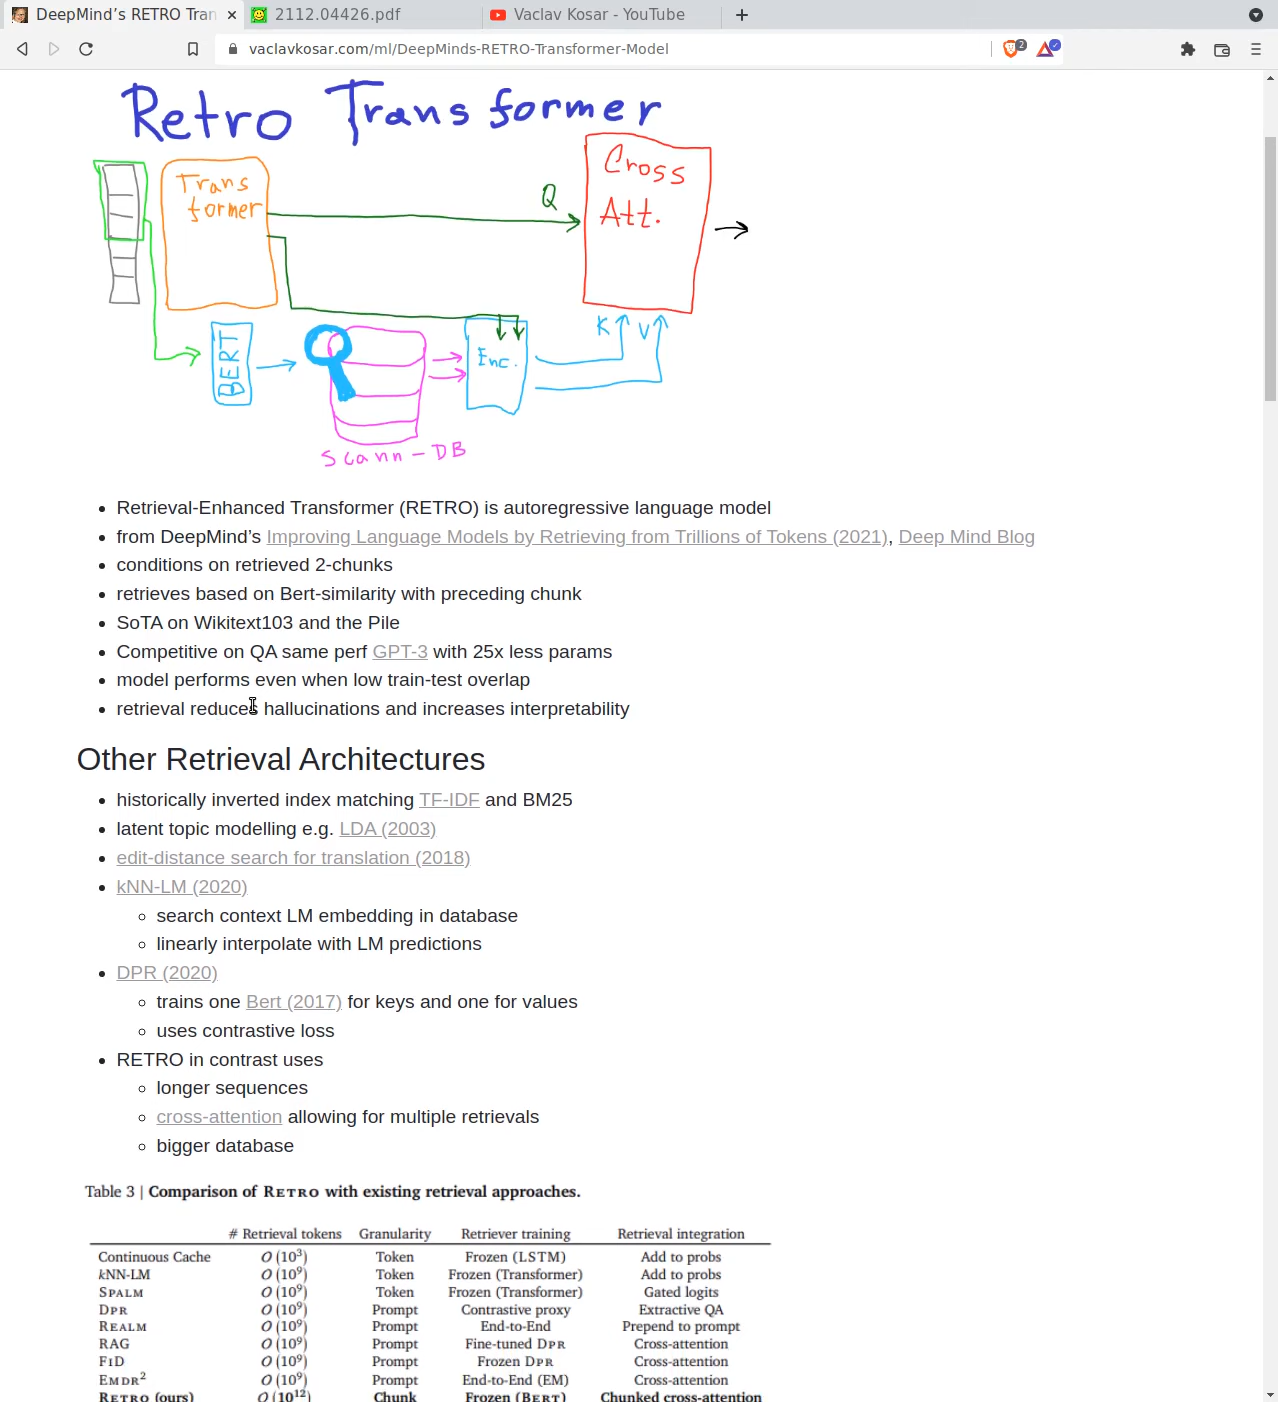 DeepMind's RETRO Tran
2112.04426.pdf
Vaclav Kosar - YouTube
vaclavkosar.com/ml/DeepMinds-RETRO-Transformer-Model
2
Retro Transformer
Trans
former
Q
Cross
Att.
K
V
BERT
Enc.
Scann-DB
Retrieval-Enhanced Transformer (RETRO) is autoregressive language model
from DeepMind's Improving Language Models by Retrieving from Trillions of Tokens (2021), Deep Mind Blog
conditions on retrieved 2-chunks
retrieves based on Bert-similarity with preceding chunk
SoTA on Wikitext103 and the Pile
Competitive on QA same perf GPT-3 with 25x less params
model performs even when low train-test overlap
retrieval reduces hallucinations and increases interpretability
Other Retrieval Architectures
historically inverted index matching TF-IDF and BM25
latent topic modelling e.g. LDA (2003)
edit-distance search for translation (2018)
kNN-LM (2020)
search context LM embedding in database
linearly interpolate with LM predictions
DPR (2020)
trains one Bert (2017) for keys and one for values
uses contrastive loss
RETRO in contrast uses
longer sequences
cross-attention allowing for multiple retrievals
bigger database
Table 3 | Comparison of RETRO with existing retrieval approaches.
# Retrieval tokens Granularity Retriever training Retrieval integration
Continuous Cache O(10³) Token Frozen (LSTM) Add to probs
kNN-LM O(10⁹) Token Frozen (Transformer) Add to probs
SPALM O(10⁹) Token Frozen (Transformer) Gated logits
DPR O(10⁹) Prompt Contrastive proxy Extractive QA
REALM O(10⁹) Prompt End-to-End Prepend to prompt
RAG O(10⁹) Prompt Fine-tuned DPR Cross-attention
FID O(10⁹) Prompt Frozen DPR Cross-attention
EMDR² O(10⁹) Prompt End-to-End (EM) Cross-attention
RETRO (ours) O(10¹²) Chunk Frozen (BERT) Chunked cross-attention